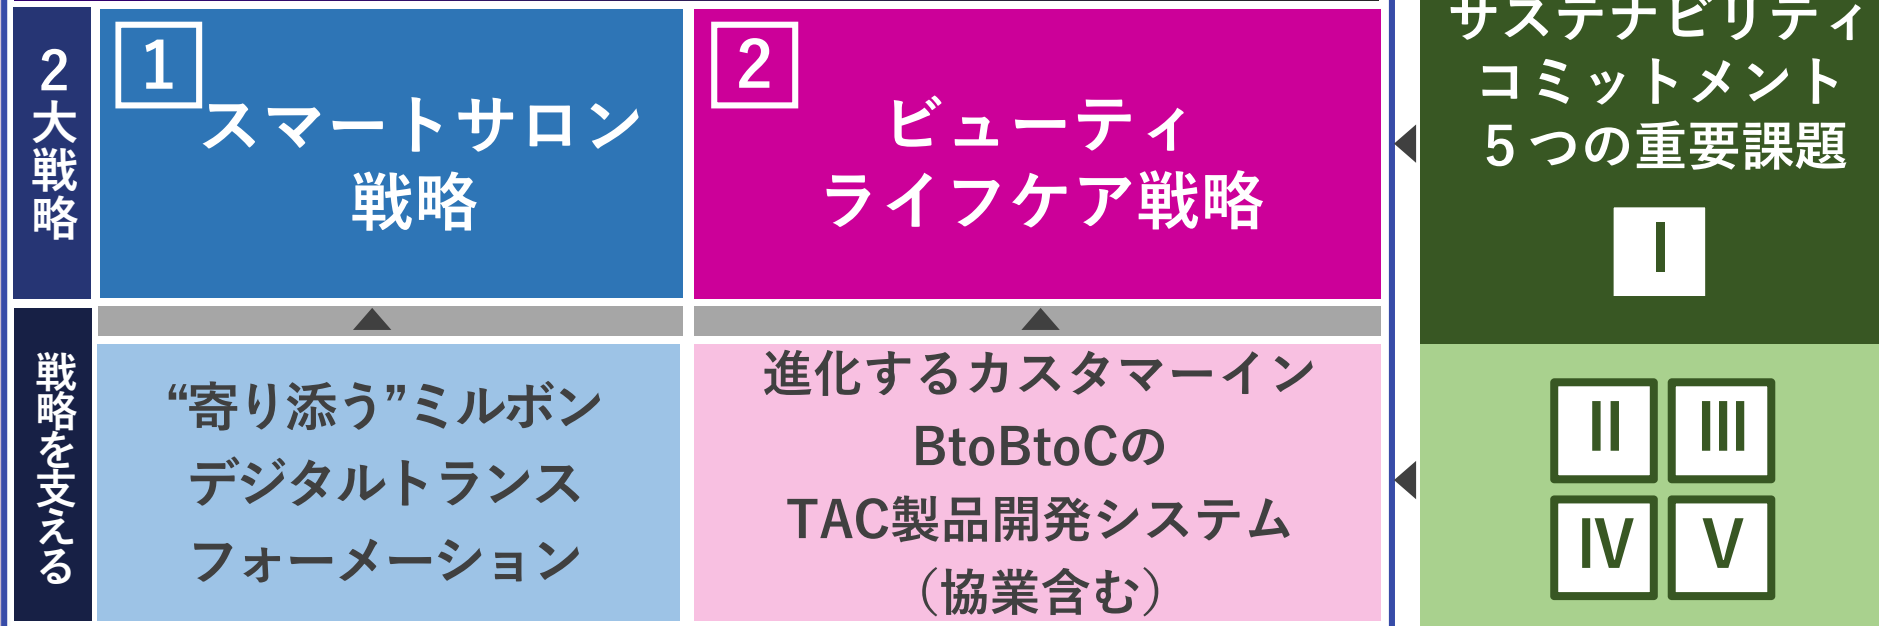 2大戦略
1
スマートサロン
戦略
2
ビューティ
ライフケア戦略
サステナビリティ
コミットメント
5つの重要課題
I
戦略を支える
“寄り添う”ミルボン
デジタルトランス
フォーメーション
進化するカスタマーイン
BtoBtoCの
TAC製品開発システム
（協業含む）
II III
IV V